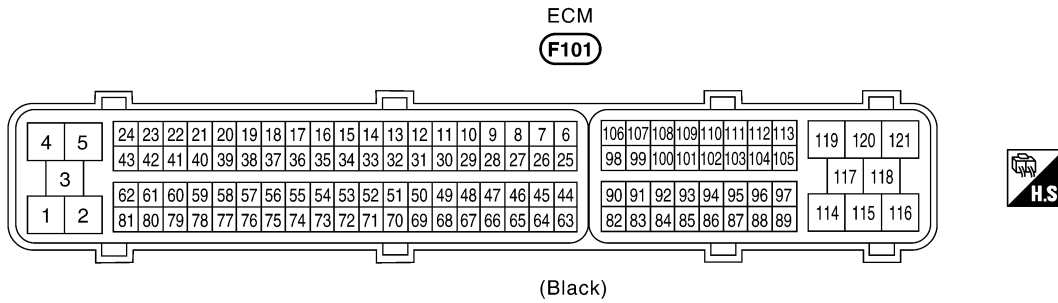 ECM
F101
4 5 24 23 22 21 20 19 18 17 16 15 14 13 12 11 10 9 8 7 6 106 107 108 109 110 111 112 113 119 120 121
43 42 41 40 39 38 37 36 35 34 33 32 31 30 29 28 27 26 25 98 99 100 101 102 103 104 105
3 117 118
62 61 60 59 58 57 56 55 54 53 52 51 50 49 48 47 46 45 44 90 91 92 93 94 95 96 97
1 2 81 80 79 78 77 76 75 74 73 72 71 70 69 68 67 66 65 64 63 82 83 84 85 86 87 88 89 114 115 116
H.S
(Black)